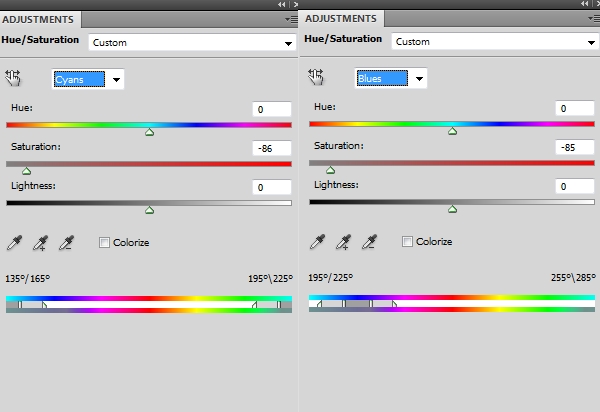 ADJUSTMENTS
Hue/Saturation Custom
Cyans
Hue: 0
Saturation: -86
Lightness: 0
Colorize
135°/165° 195°\225°
ADJUSTMENTS
Hue/Saturation Custom
Blues
Hue: 0
Saturation: -85
Lightness: 0
Colorize
195°/225° 255°\285°